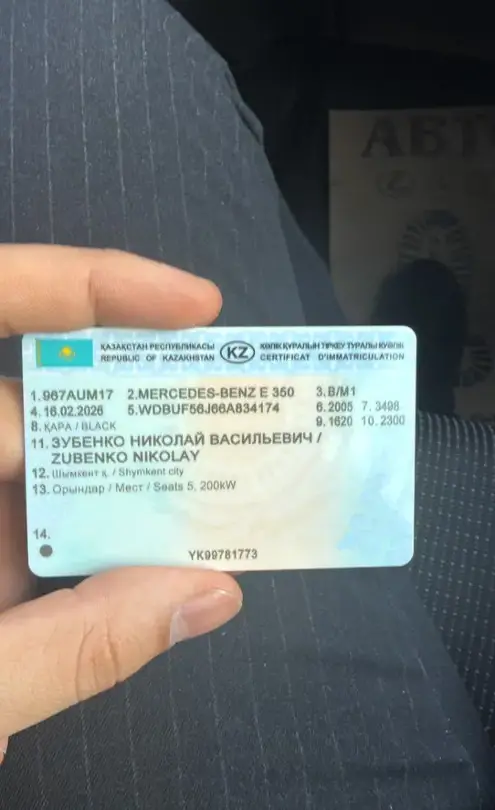 АВТ
ҚАЗАҚСТАН РЕСПУБЛИКАСЫ
REPUBLIC OF KAZAKHSTAN
KZ
КӨЛІК ҚҰРАЛЫН ТІРКЕУ ТУРАЛЫ КУӘЛІК
CERTIFICAT D'IMMATRICULATION
1.967AUM17 2.MERCEDES-BENZ E 350 3.B/M1
4.16.02.2026 5.WDBUF56J66A834174 6.2005 7.3498
8.ҚАРА / BLACK 9.1620 10.2300
11.ЗУБЕНКО НИКОЛАЙ ВАСИЛЬЕВИЧ /
ZUBENKO NIKOLAY
12.Шымкент қ. / Shymkent city
13.Орындар / Место / Seats 5, 200kW
14.
YK99781773